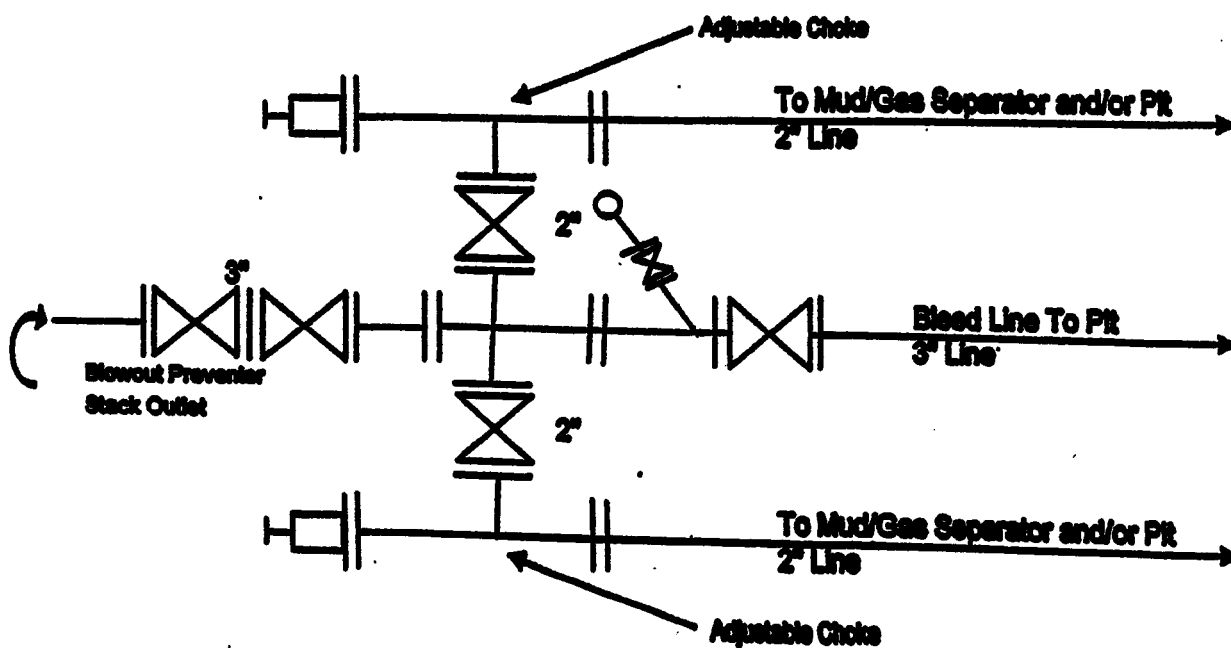 Adjustable Choke
To Mud/Gas Separator and/or Pit
2" Line
2"
3"
Bleed Line To Pit
3" Line
Blowout Preventer
Stack Outlet
2"
To Mud/Gas Separator and/or Pit
2" Line
Adjustable Choke